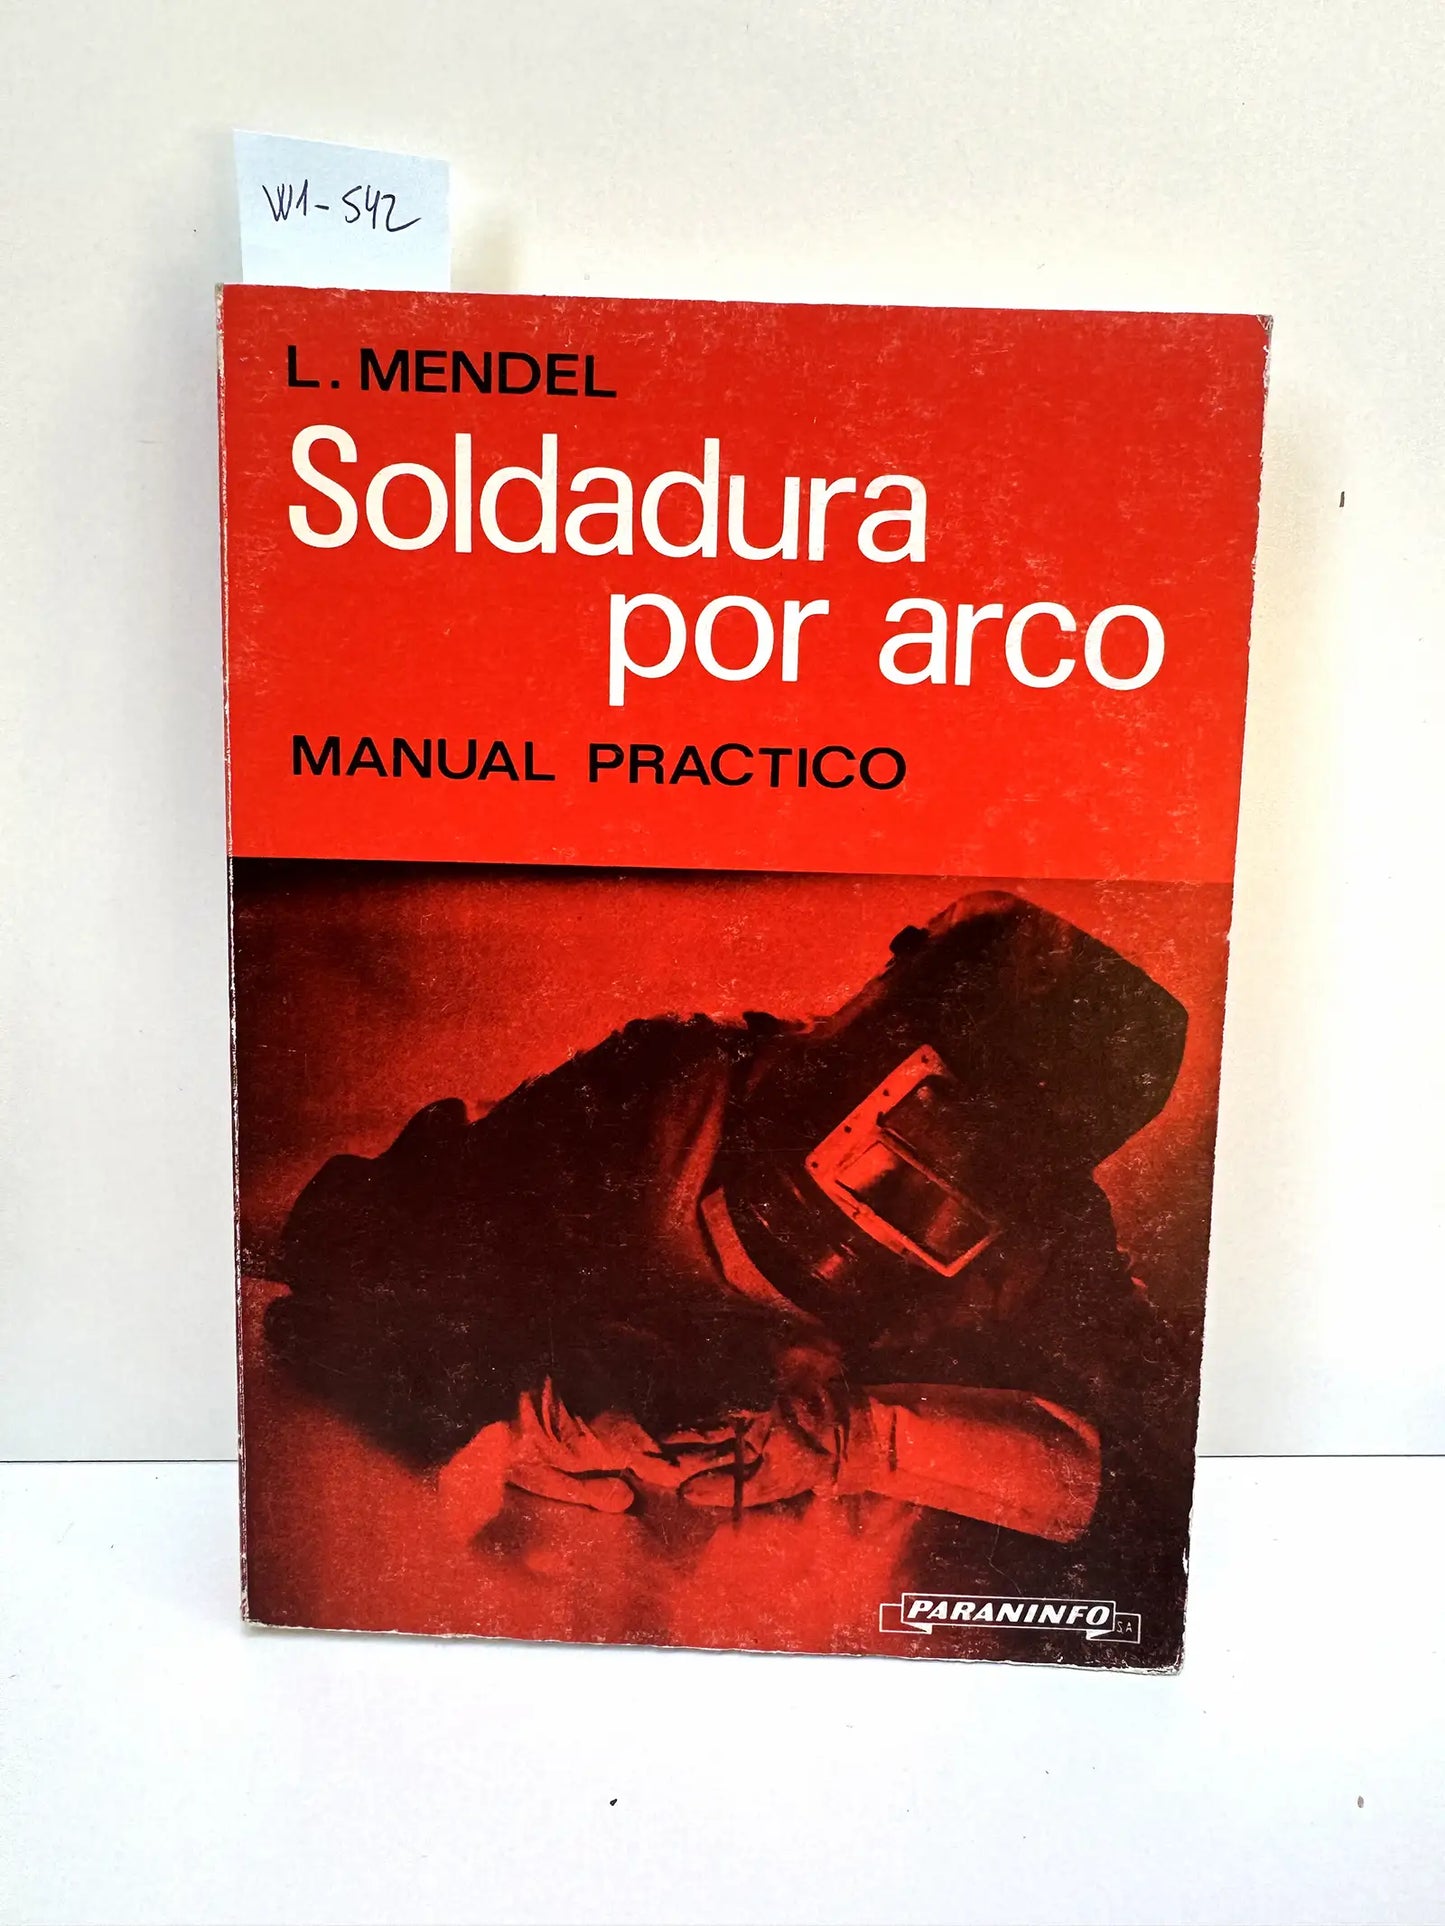 W1-542
L. MENDEL
Soldadura
por arco
MANUAL PRACTICO
PARANINFO S.A